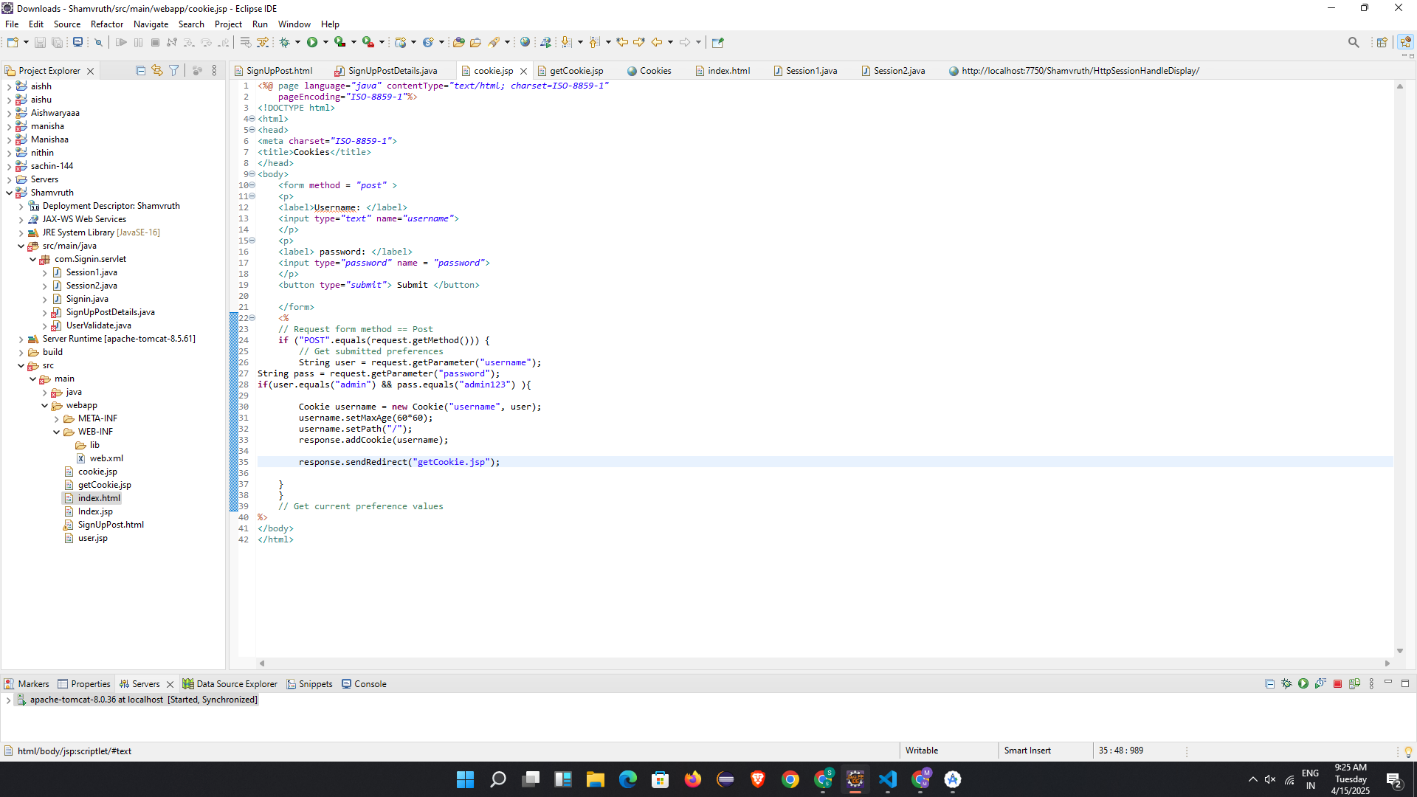 Downloads - Shamvruth/src/main/webapp/cookie.jsp - Eclipse IDE
File Edit Source Refactor Navigate Search Project Run Window Help
Project Explorer
SignUpPost.html SignUpPostDetails.java cookie.jsp getCookie.jsp Cookies index.html Session1.java Session2.java http://localhost:7750/Shamvruth/HttpSessionHandleDisplay/
aishh
aishu
Aishwaryaaa
manisha
Manishaa
nithin
sachin-144
Servers
Shamvruth
Deployment Descriptor: Shamvruth
JAX-WS Web Services
JRE System Library [JavaSE-16]
src/main/java
com.Signin.servlet
Session1.java
Session2.java
Signin.java
SignUpPostDetails.java
UserValidate.java
Server Runtime [apache-tomcat-8.5.61]
build
src
main
java
webapp
META-INF
WEB-INF
lib
web.xml
cookie.jsp
getCookie.jsp
index.html
Index.jsp
SignUpPost.html
user.jsp
1 <%@ page language="java" contentType="text/html; charset=ISO-8859-1"
2 pageEncoding="ISO-8859-1"%>
3 <!DOCTYPE html>
4 <html>
5 <head>
6 <meta charset="ISO-8859-1">
7 <title>Cookies</title>
8 </head>
9 <body>
10 <form method = "post" >
11 <p>
12 <label>Username: </label>
13 <input type="text" name="username">
14 </p>
15 <p>
16 <label> password: </label>
17 <input type="password" name = "password">
18 </p>
19 <button type="submit"> Submit </button>
20
21 </form>
22 <%
23 // Request form method == Post
24 if ("POST".equals(request.getMethod())) {
25 // Get submitted preferences
26 String user = request.getParameter("username");
27 String pass = request.getParameter("password");
28 if(user.equals("admin") && pass.equals("admin123") ){
29
30 Cookie username = new Cookie("username", user);
31 username.setMaxAge(60*60);
32 username.setPath("/");
33 response.addCookie(username);
34
35 response.sendRedirect("getCookie.jsp");
36
37 }
38 }
39 // Get current preference values
40 %>
41 </body>
42 </html>
Markers Properties Servers Data Source Explorer Snippets Console
apache-tomcat-8.0.36 at localhost [Started, Synchronized]
html/body/jsp:scriptlet/#text Writable Smart Insert 35 : 48 : 989
ENG
IN
9:25 AM
Tuesday
4/15/2025
2